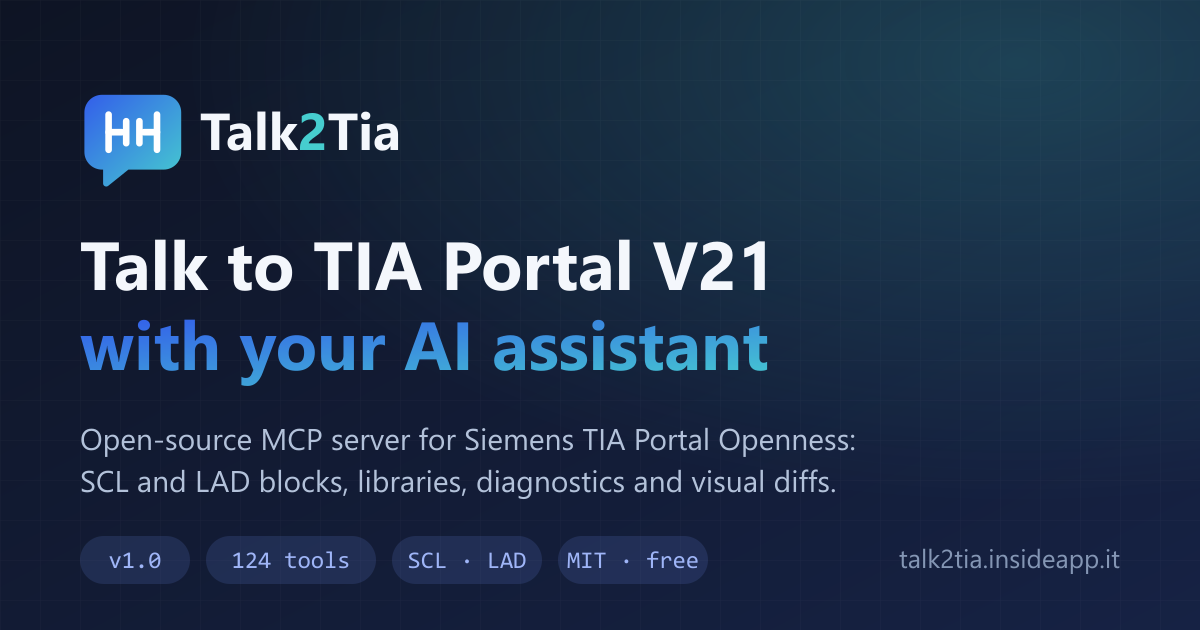 Talk2Tia
Talk to TIA Portal V21
with your AI assistant
Open-source MCP server for Siemens TIA Portal Openness:
SCL and LAD blocks, libraries, diagnostics and visual diffs.
v1.0
124 tools
SCL · LAD
MIT · free
talk2tia.insideapp.it